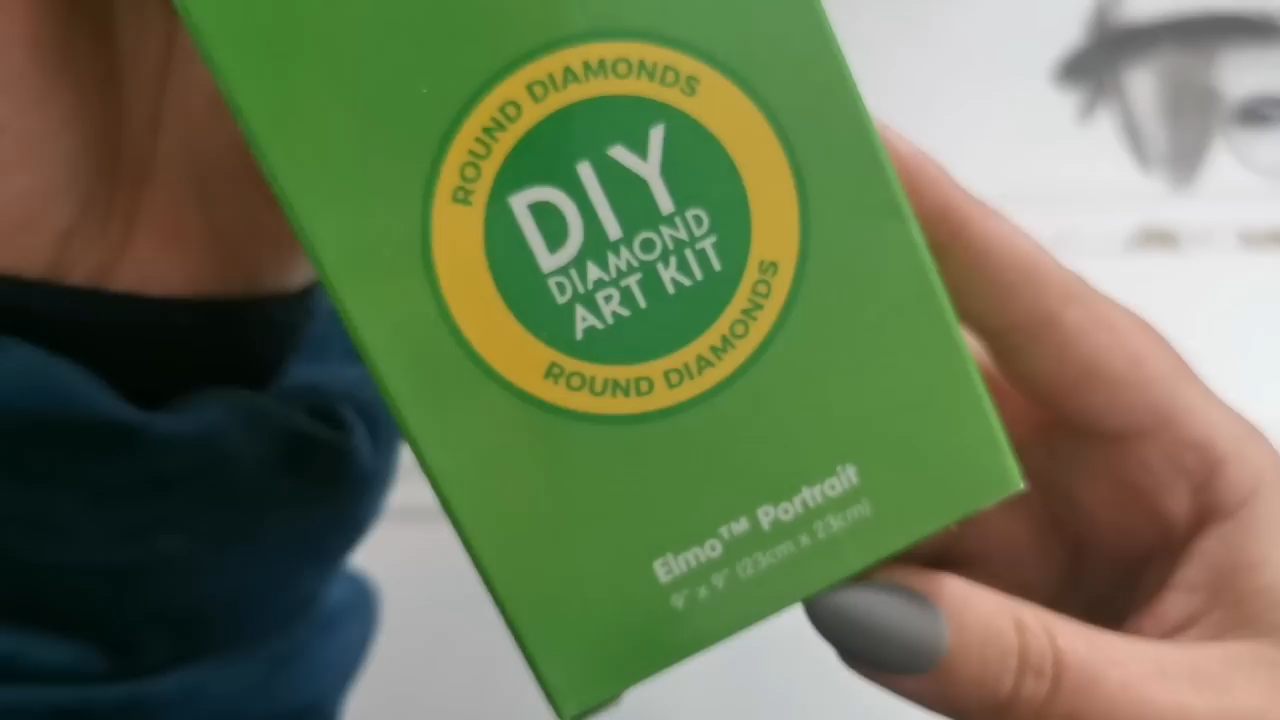 ROUND DIAMONDS
DIY
DIAMOND
ART KIT
ROUND DIAMONDS
Elmo™ Portrait
9" x 9" (23cm x 23cm)